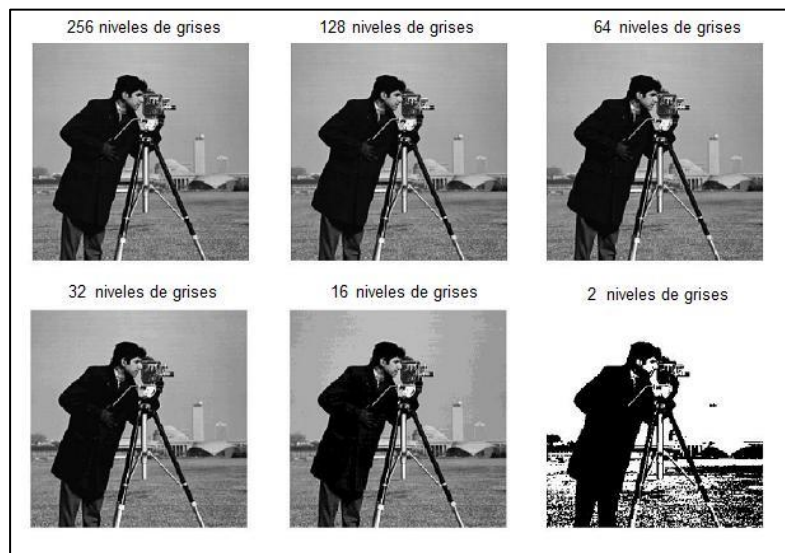 256 niveles de grises
128 niveles de grises
64 niveles de grises
32 niveles de grises
16 niveles de grises
2 niveles de grises